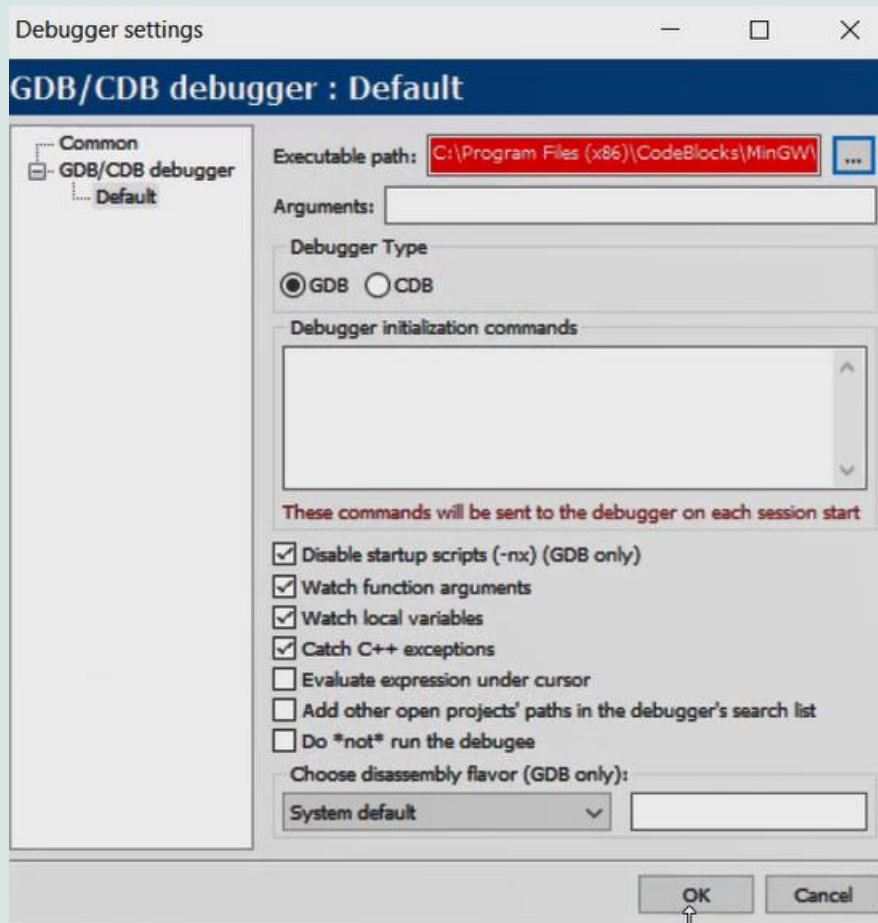 Debugger settings
GDB/CDB debugger : Default
Common
GDB/CDB debugger
Default
Executable path: C:\Program Files (x86)\CodeBlocks\MinGW\ ...
Arguments:
Debugger Type
GDB CDB
Debugger initialization commands
These commands will be sent to the debugger on each session start
Disable startup scripts (-nx) (GDB only)
Watch function arguments
Watch local variables
Catch C++ exceptions
Evaluate expression under cursor
Add other open projects' paths in the debugger's search list
Do *not* run the debugee
Choose disassembly flavor (GDB only):
System default
OK Cancel